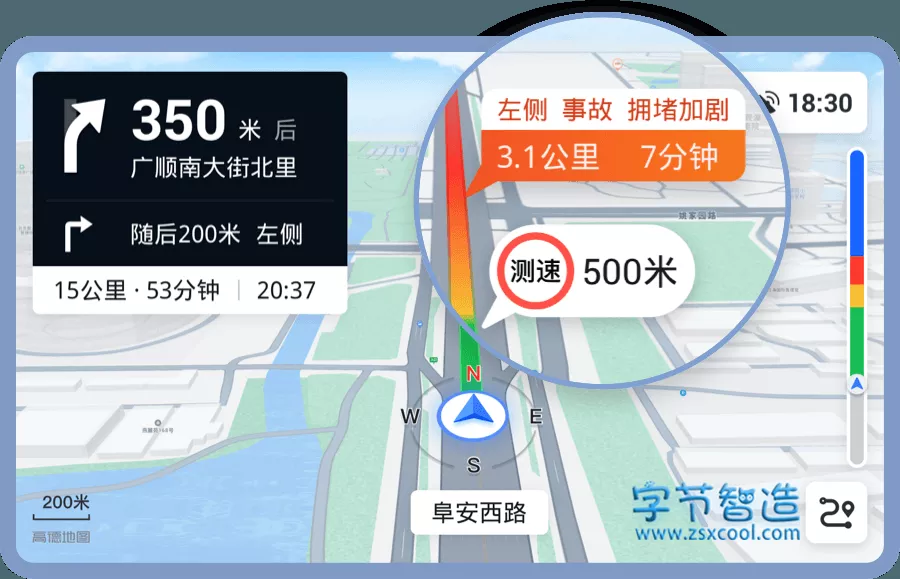 350 米 后
广顺南大街北里
随后200米 左侧
15公里·53分钟 20:37
左侧 事故 拥堵加剧
3.1公里 7分钟
18:30
姚家园路
测速 500米
N
W
E
S
阜安西路
200米
高德地图
字节智造
www.zsxcool.com